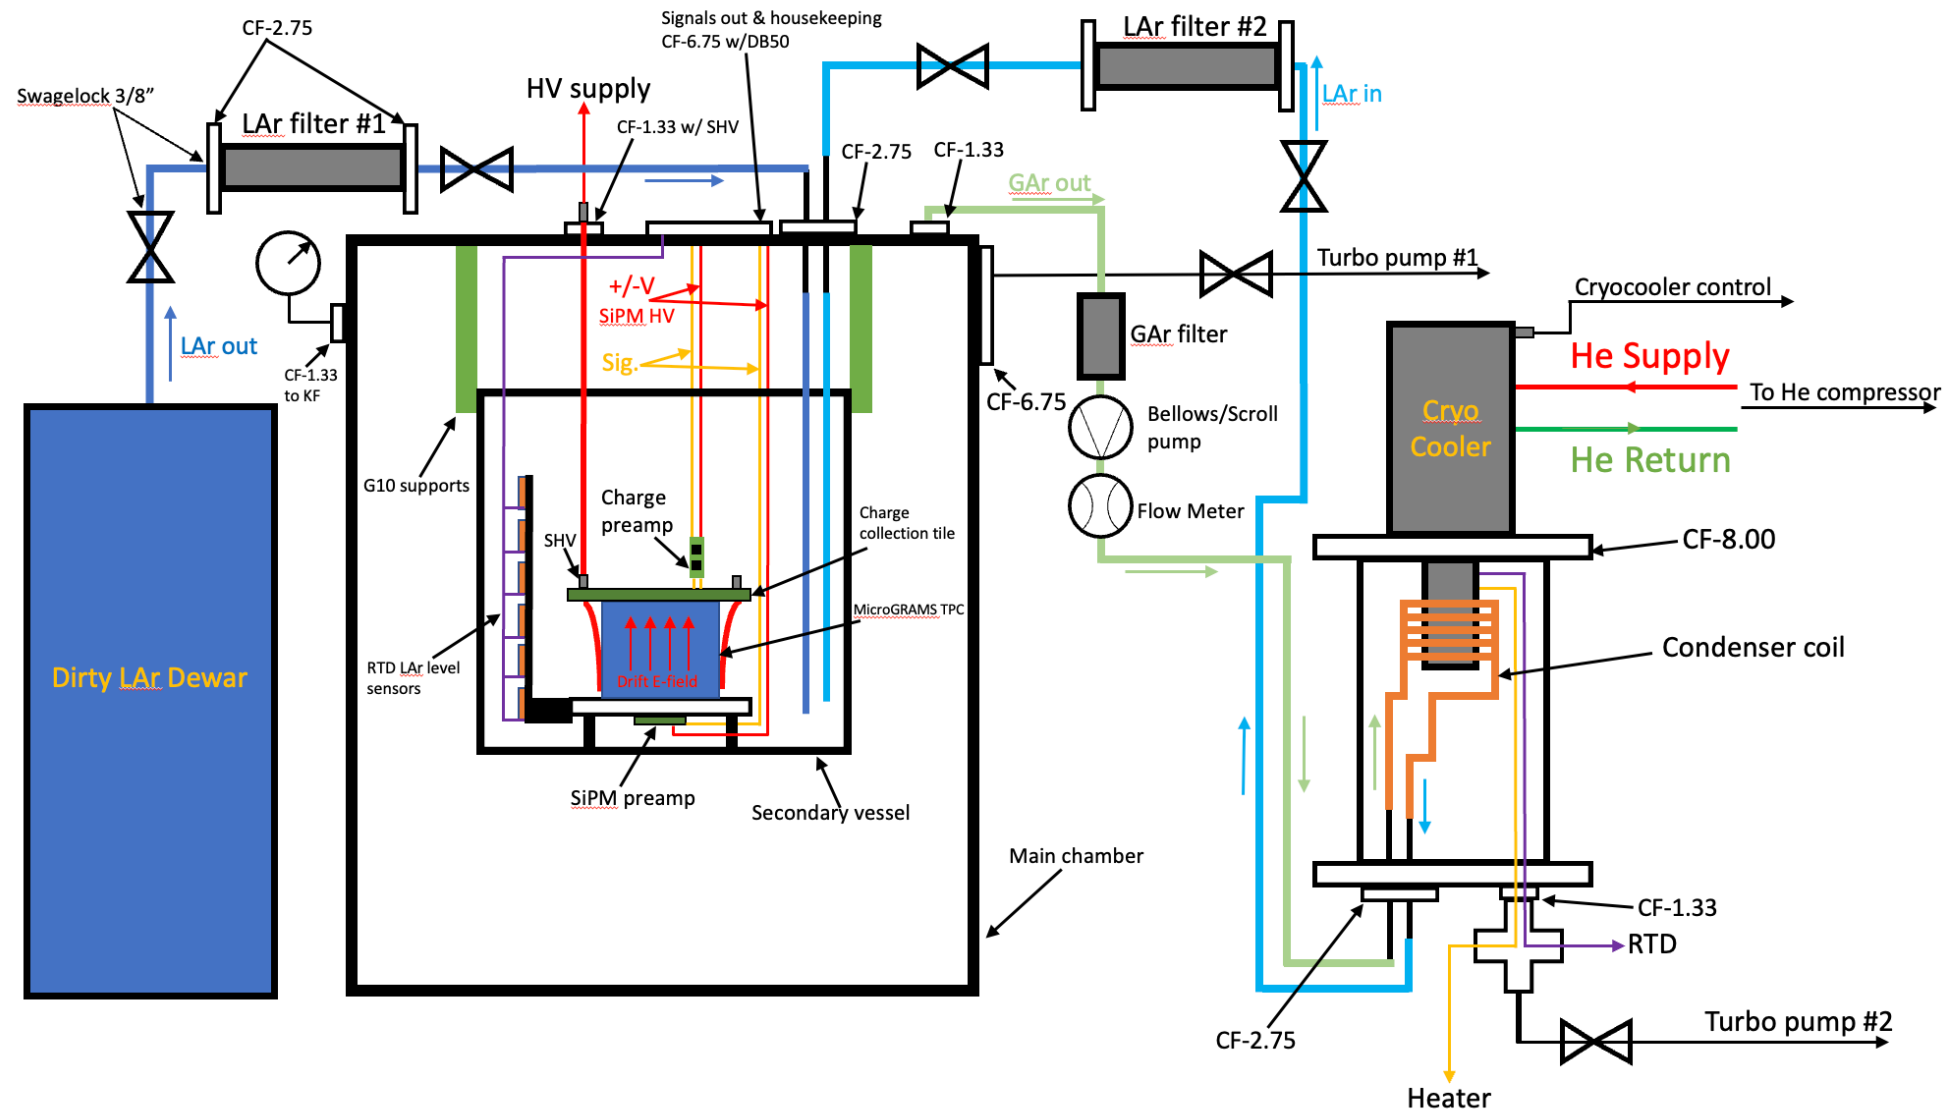 CF-2.75
Signals out & housekeeping
CF-6.75 w/DB50
LAr filter #2
Swagelock 3/8”
HV supply
LAr in
LAr filter #1
CF-1.33 w/ SHV
CF-2.75
CF-1.33
GAr out
Turbo pump #1
+/-V
SiPM HV
Cryocooler control
LAr out
GAr filter
He Supply
Sig.
CF-1.33
to KF
CF-6.75
To He compressor
Bellows/Scroll
pump
Cryo
Cooler
He Return
G10 supports
Charge
preamp
Charge
collection tile
Flow Meter
SHV
CF-8.00
MicroGRAMS TPC
Condenser coil
RTD LAr level
sensors
Drift E-field
Dirty LAr Dewar
SiPM preamp
Secondary vessel
Main chamber
CF-1.33
RTD
CF-2.75
Turbo pump #2
Heater